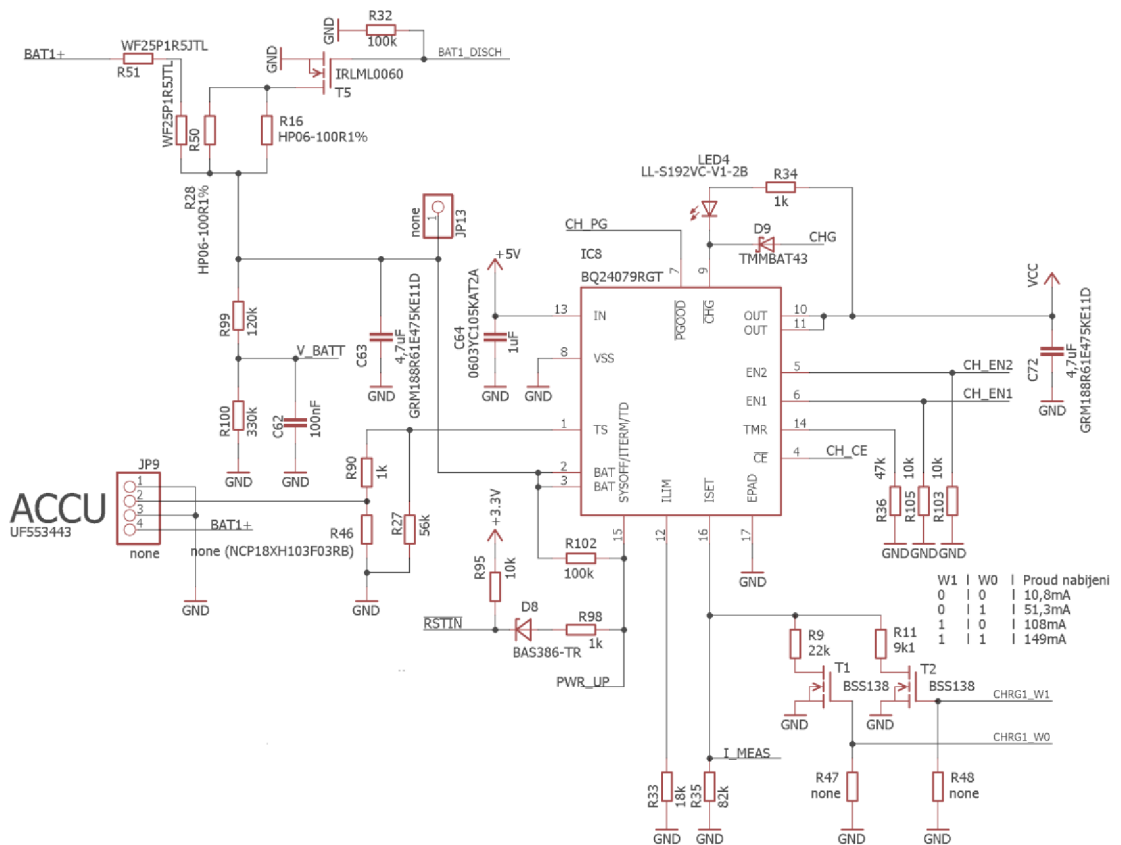 R32
GND
100k
WF25P1R5JTL
BAT1+
R51
GND
BAT1_DISCH
IRLML0060
T5
WF25P1R5JTL
R50
R16
HP06-100R1%
R28
HP06-100R1%
LED4
LL-S192VC-V1-2B
R34
1k
none
1
JP13
CH_PG
D9
CHG
TMMBAT43
+5V
IC8
BQ24079RGT
7
9
VCC
R99
120k
C63
4,7uF
GRM188R61E475KE11D
C64
0603YC105KAT2A
1uF
13
IN
PGOOD
CHG
OUT
10
OUT
11
C72
4,7uF
GRM188R61E475KE11D
V_BATT
8
VSS
EN2
5
CH_EN2
GND
GND
GND
EN1
6
CH_EN1
GND
R100
330k
C62
100nF
1
TS
TMR
14
JP9
GND
GND
R90
1k
2
BAT
3
BAT
SYSOFF/ITERM/TD
ILIM
ISET
EPAD
CE
4
CH_CE
ACCU
UF553443
1
2
3
4
BAT1+
none
R46
none (NCP18XH103F03RB)
R27
56k
+3.3V
15
12
16
17
R36
47k
R105
10k
R103
10k
GND
GND
GND
R102
100k
R95
10k
GND
GND
GND
W1 | W0 | Proud nabijeni
0 | 0 | 10,8mA
0 | 1 | 51,3mA
1 | 0 | 108mA
1 | 1 | 149mA
RSTIN
D8
BAS386-TR
R98
1k
R9
22k
R11
9k1
PWR_UP
T1
BSS138
T2
BSS138
GND
GND
CHRG1_W1
CHRG1_W0
I_MEAS
R33
18k
R35
82k
R47
none
R48
none
GND
GND
GND
GND